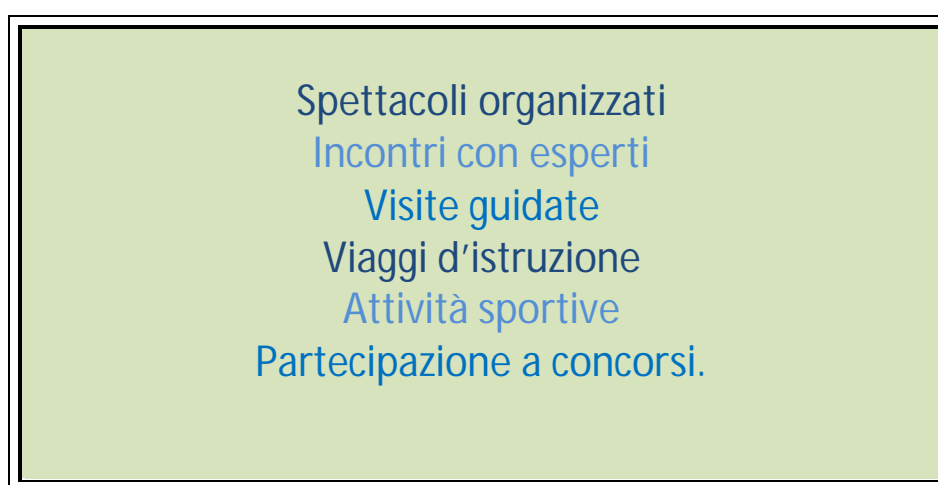 Spettacoli organizzati
Incontri con esperti
Visite guidate
Viaggi d’istruzione
Attività sportive
Partecipazione a concorsi.